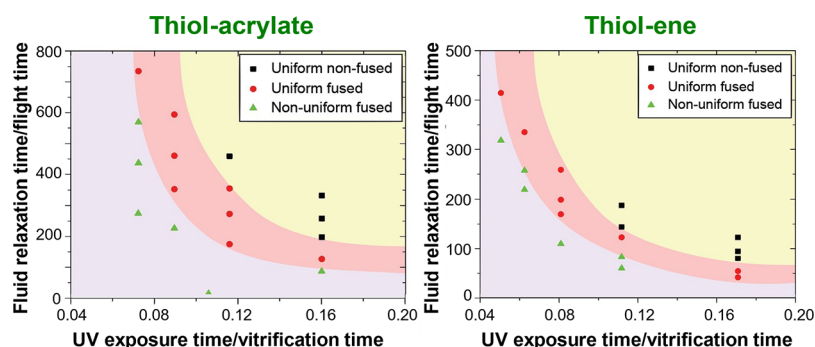 Thiol-acrylate
Fluid relaxation time/flight time
800
600
400
200
0
Uniform non-fused
Uniform fused
Non-uniform fused
0.04
0.08
0.12
0.16
0.20
UV exposure time/vitrification time
Thiol-ene
Fluid relaxation time/flight time
500
400
300
200
100
0
Uniform non-fused
Uniform fused
Non-uniform fused
0.04
0.08
0.12
0.16
0.20
UV exposure time/vitrification time